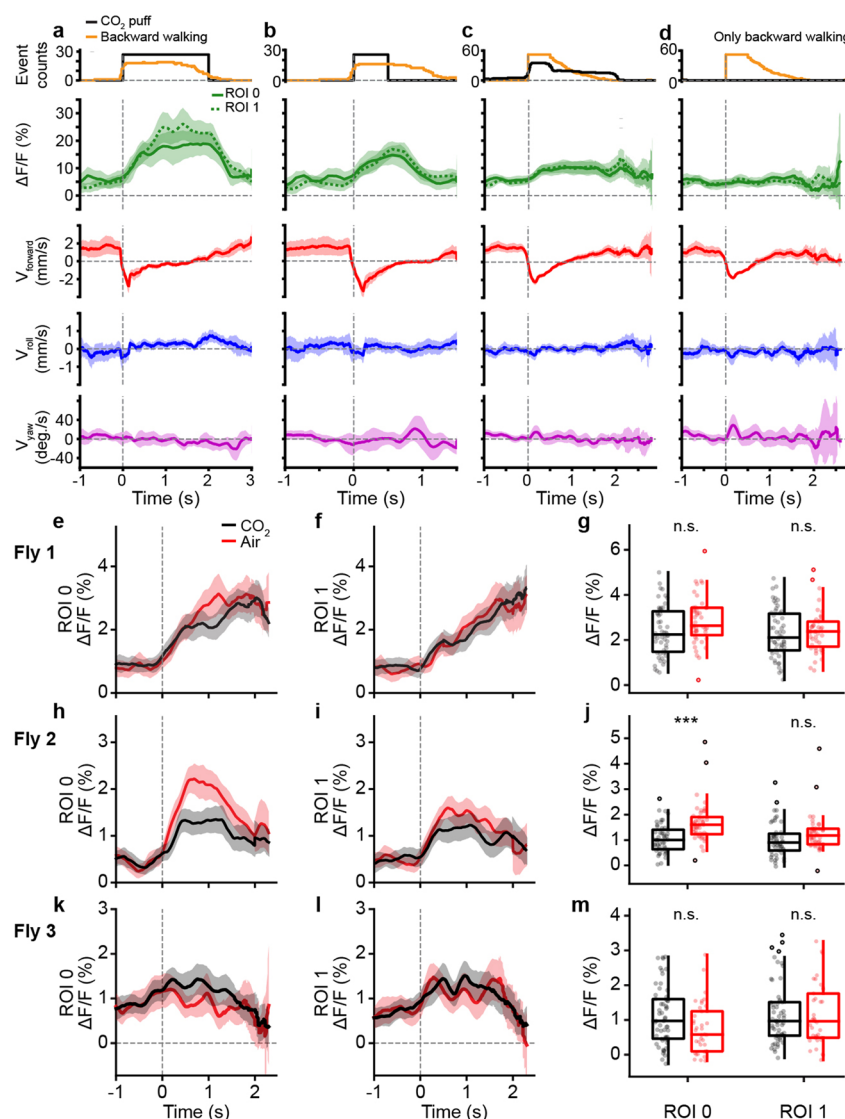 CO₂ puff
Backward walking
a
b
c
d
Only backward walking
Event counts
30
0
30
0
60
30
0
60
30
0
ROI 0
ROI 1
ΔF/F (%)
30
20
10
0
Vforward (mm/s)
2
0
-2
Vroll (mm/s)
1
0
-1
Vyaw (deg./s)
40
0
-40
-1 0 1 2 3
-1 0 1
-1 0 1 2
-1 0 1 2
Time (s) Time (s) Time (s) Time (s)
e
f
g
Fly 1
CO₂
Air
ROI 0 ΔF/F (%)
4
2
0
ROI 1 ΔF/F (%)
4
2
0
n.s. n.s.
ΔF/F (%)
6
4
2
0
h
i
j
Fly 2
ROI 0 ΔF/F (%)
3
2
1
0
ROI 1 ΔF/F (%)
3
2
1
0
*** n.s.
ΔF/F (%)
5
4
3
2
1
0
k
l
m
Fly 3
ROI 0 ΔF/F (%)
3
2
1
0
ROI 1 ΔF/F (%)
3
2
1
0
n.s. n.s.
ΔF/F (%)
4
3
2
1
0
-1 0 1 2
-1 0 1 2
Time (s) Time (s)
ROI 0 ROI 1